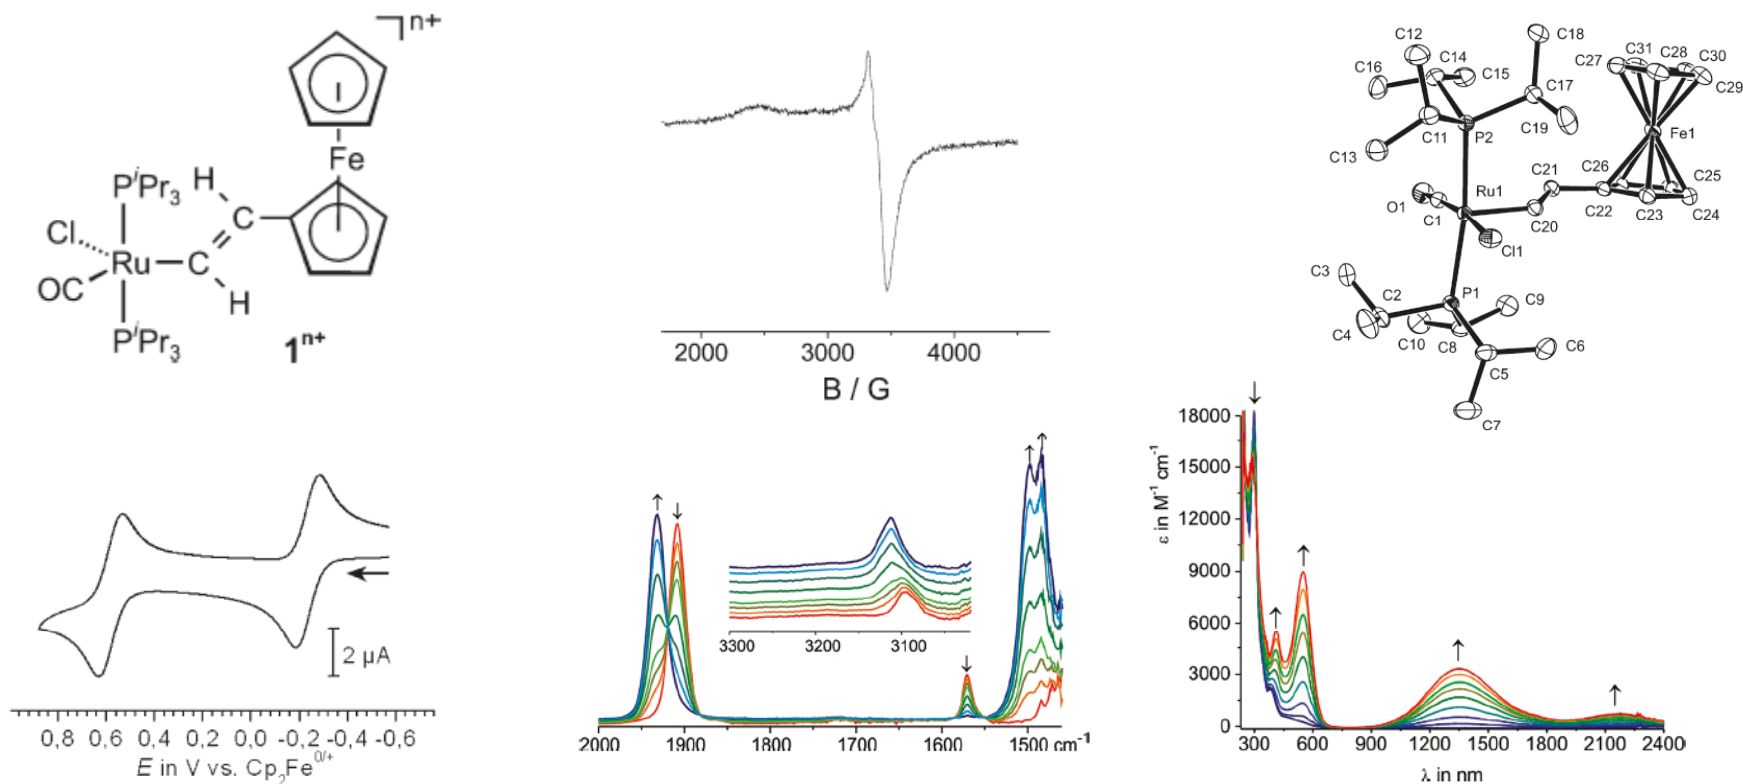 n+
Fe
H
PⁱPr₃
Cl
C
Ru
C
OC
H
PⁱPr₃
1ⁿ⁺
2000
3000
4000
B / G
C18
C12
C31 C28 C30
C16 C14
C27
C15
C29
C17
C11
C19
Fe1
P2
C13
C26
C21
C25
Ru1
O1
C22 C23 C24
C1
C20
Cl1
C3
P1
C2
C9
C4
C10
C8
C6
C5
C7
2 µA
0,8 0,6 0,4 0,2 0,0 -0,2 -0,4 -0,6
E in V vs. Cp₂Fe⁰ᐟ⁺
3300 3200 3100
2000 1900 1800 1700 1600 1500 cm⁻¹
18000
15000
12000
9000
6000
3000
0
ε in M⁻¹ cm⁻¹
300 600 900 1200 1500 1800 2100 2400
λ in nm